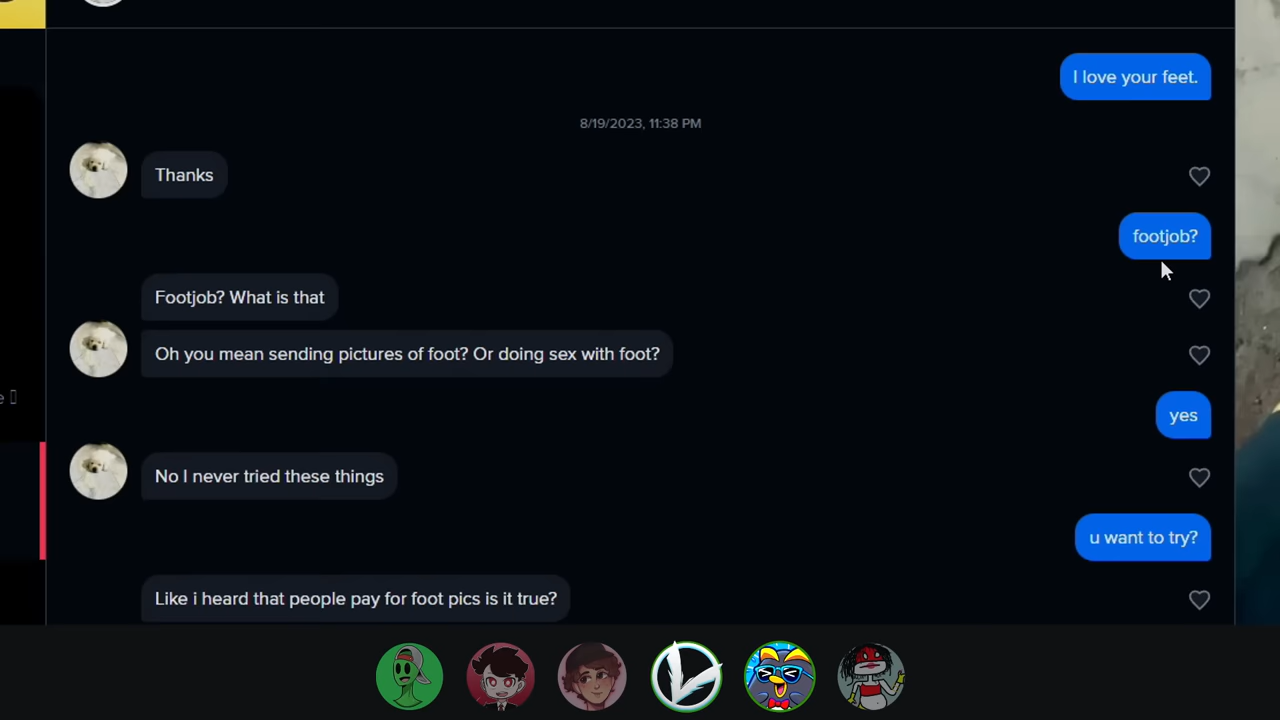 I love your feet.
8/19/2023, 11:38 PM
Thanks
footjob?
Footjob? What is that
Oh you mean sending pictures of foot? Or doing sex with foot?
yes
No I never tried these things
u want to try?
Like i heard that people pay for foot pics is it true?